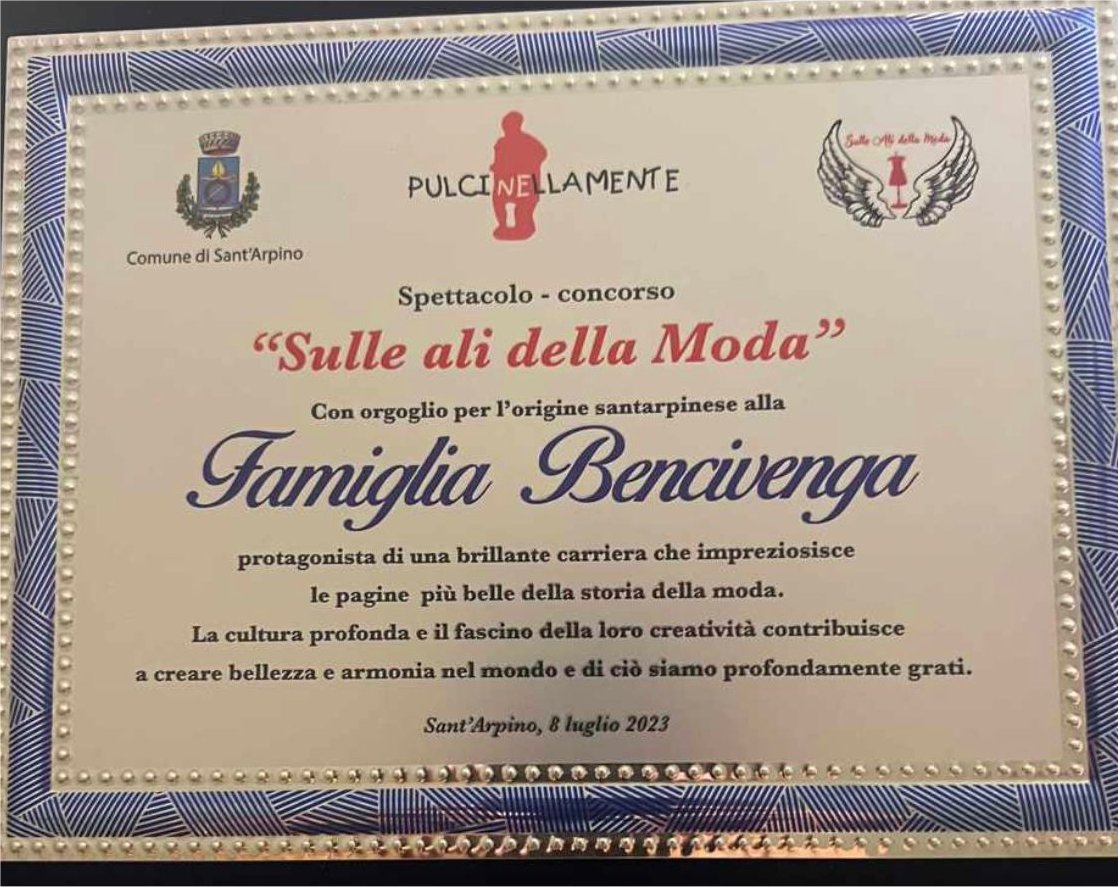 Comune di Sant'Arpino
PULCINELLAMENTE
Sulle Ali della Moda
Spettacolo - concorso
“Sulle ali della Moda”
Con orgoglio per l'origine santarpinese alla
Famiglia Bencivenga
protagonista di una brillante carriera che impreziosisce
le pagine più belle della storia della moda.
La cultura profonda e il fascino della loro creatività contribuisce
a creare bellezza e armonia nel mondo e di ciò siamo profondamente grati.
Sant'Arpino, 8 luglio 2023